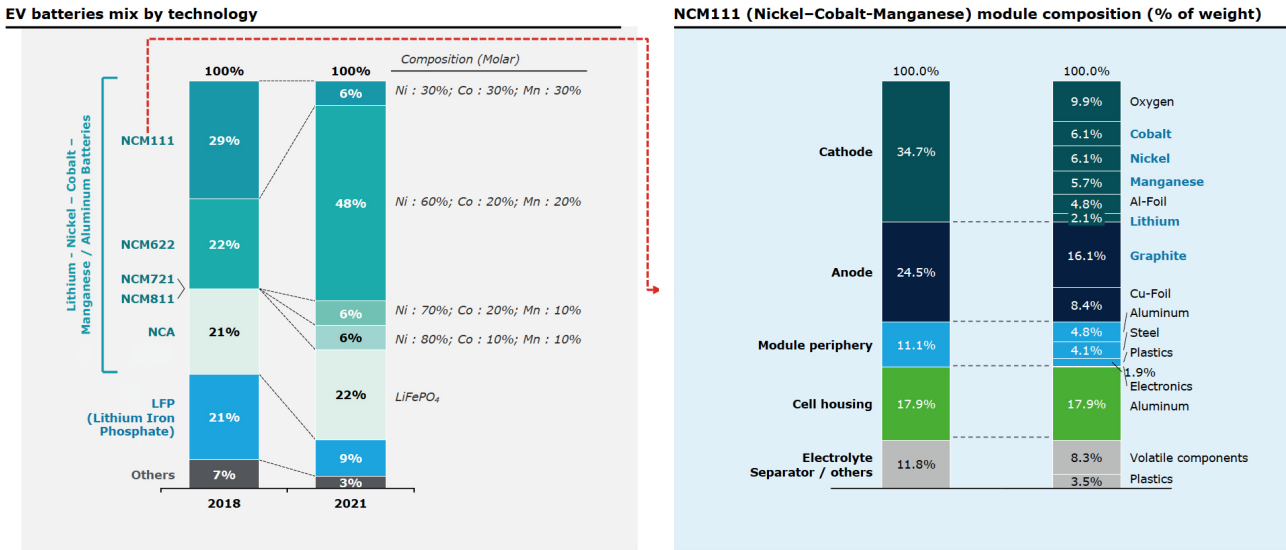 EV batteries mix by technology
Lithium - Nickel – Cobalt –
Manganese / Aluminum Batteries
NCM111
NCM622
NCM721
NCM811
NCA
LFP
(Lithium Iron
Phosphate)
Others
100%
29%
22%
21%
21%
7%
2018
100%
6%
48%
6%
6%
22%
9%
3%
2021
Composition (Molar)
Ni : 30%; Co : 30%; Mn : 30%
Ni : 60%; Co : 20%; Mn : 20%
Ni : 70%; Co : 20%; Mn : 10%
Ni : 80%; Co : 10%; Mn : 10%
LiFePO₄
NCM111 (Nickel–Cobalt-Manganese) module composition (% of weight)
Cathode
Anode
Module periphery
Cell housing
Electrolyte
Separator / others
100.0%
34.7%
24.5%
11.1%
17.9%
11.8%
100.0%
9.9% Oxygen
6.1% Cobalt
6.1% Nickel
5.7% Manganese
4.8% Al-Foil
2.1% Lithium
16.1% Graphite
8.4% Cu-Foil
Aluminum
4.8% Steel
4.1% Plastics
1.9%
Electronics
17.9% Aluminum
8.3% Volatile components
3.5% Plastics